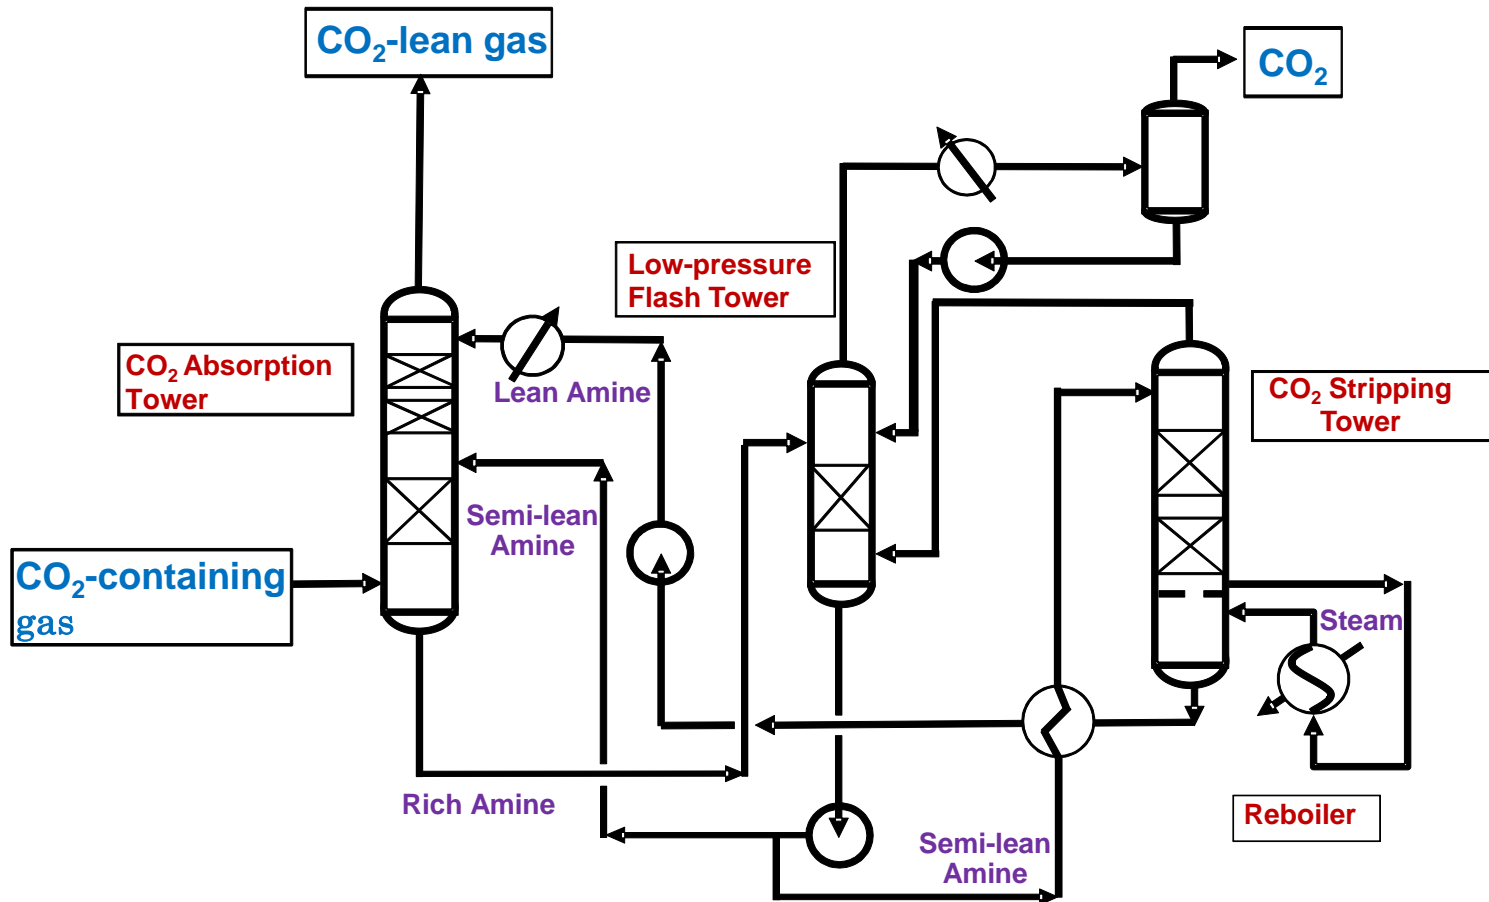 CO₂-lean gas
CO₂
Low-pressure
Flash Tower
CO₂ Absorption
Tower
Lean Amine
CO₂ Stripping
Tower
Semi-lean
Amine
CO₂-containing
gas
Steam
Rich Amine
Reboiler
Semi-lean
Amine